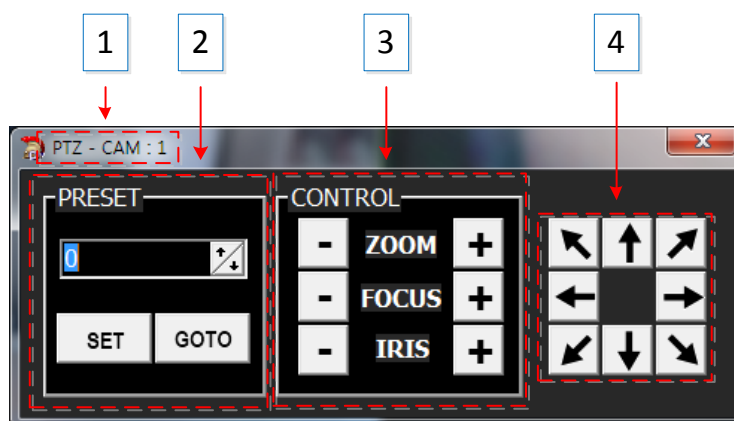 1 2 3 4
PTZ - CAM : 1
x
PRESET
CONTROL
0
- ZOOM +
- FOCUS +
- IRIS +
SET GOTO